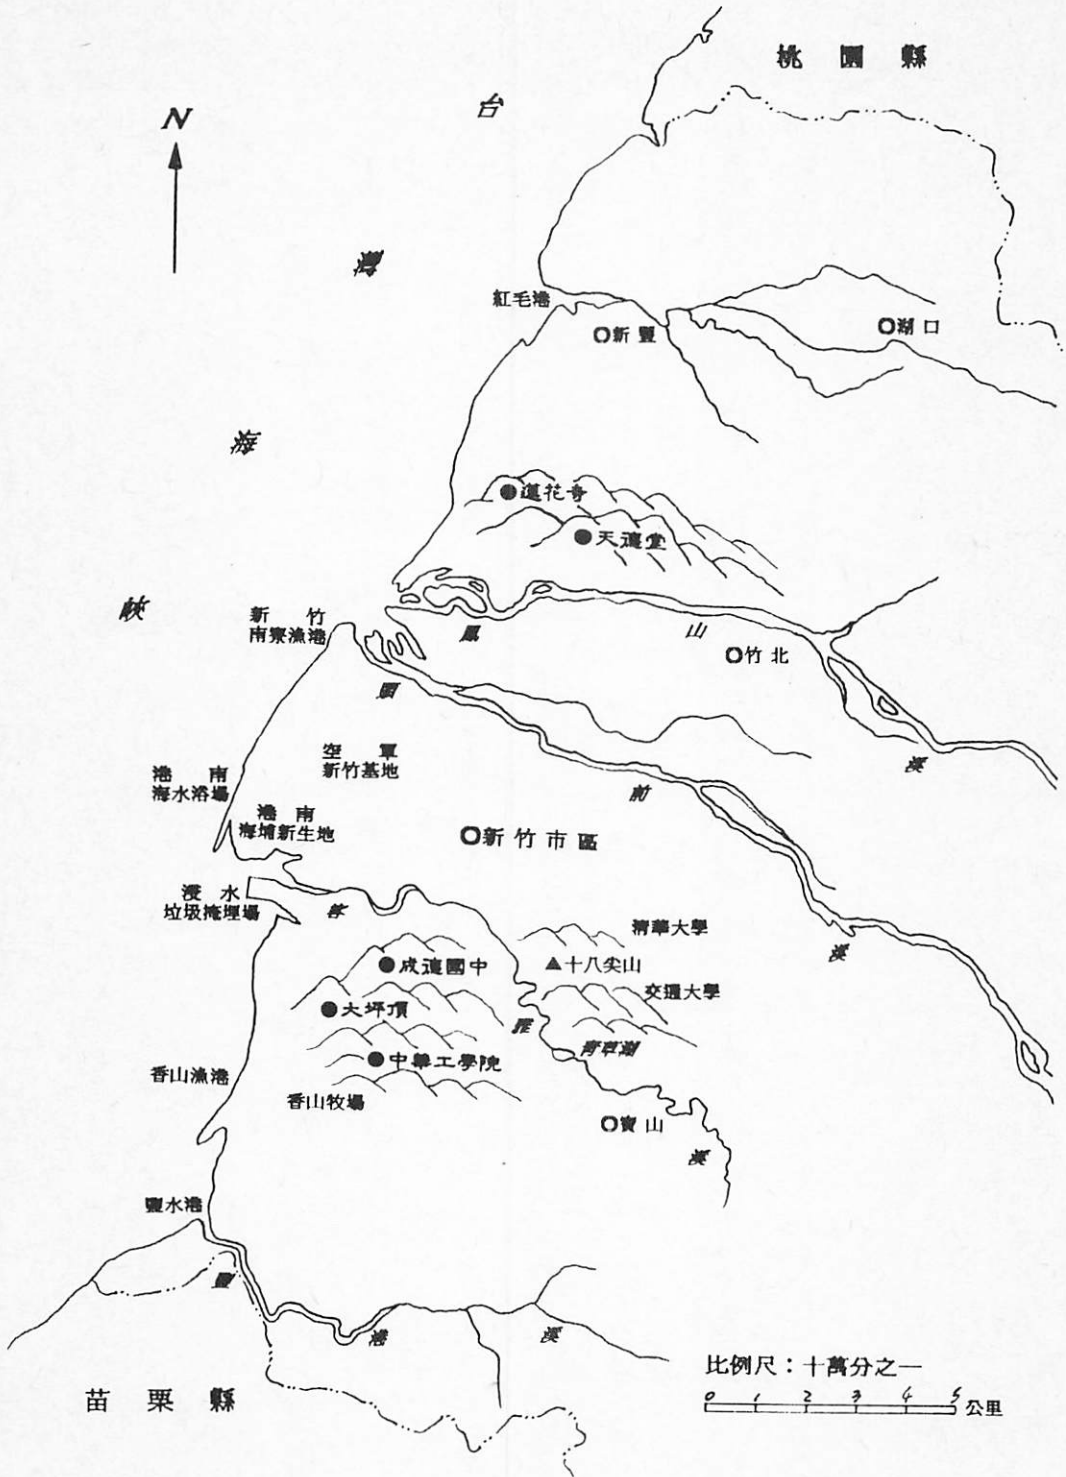 桃園縣
N
台灣海峽
紅毛港
新豐
湖口
蓮花寺
天德堂
新竹
南寮漁港
鳳山溪
竹北
頭前溪
空軍
新竹基地
港南
海水浴場
港南
海埔新生地
新竹市區
浸水
垃圾掩埋場
客雅溪
清華大學
成德國中
十八尖山
交通大學
大坪頂
青草湖
中華工學院
香山漁港
香山牧場
寶山
鹽水港
鹽港溪
比例尺：十萬分之一
0 1 2 3 4 5 公里
苗栗縣